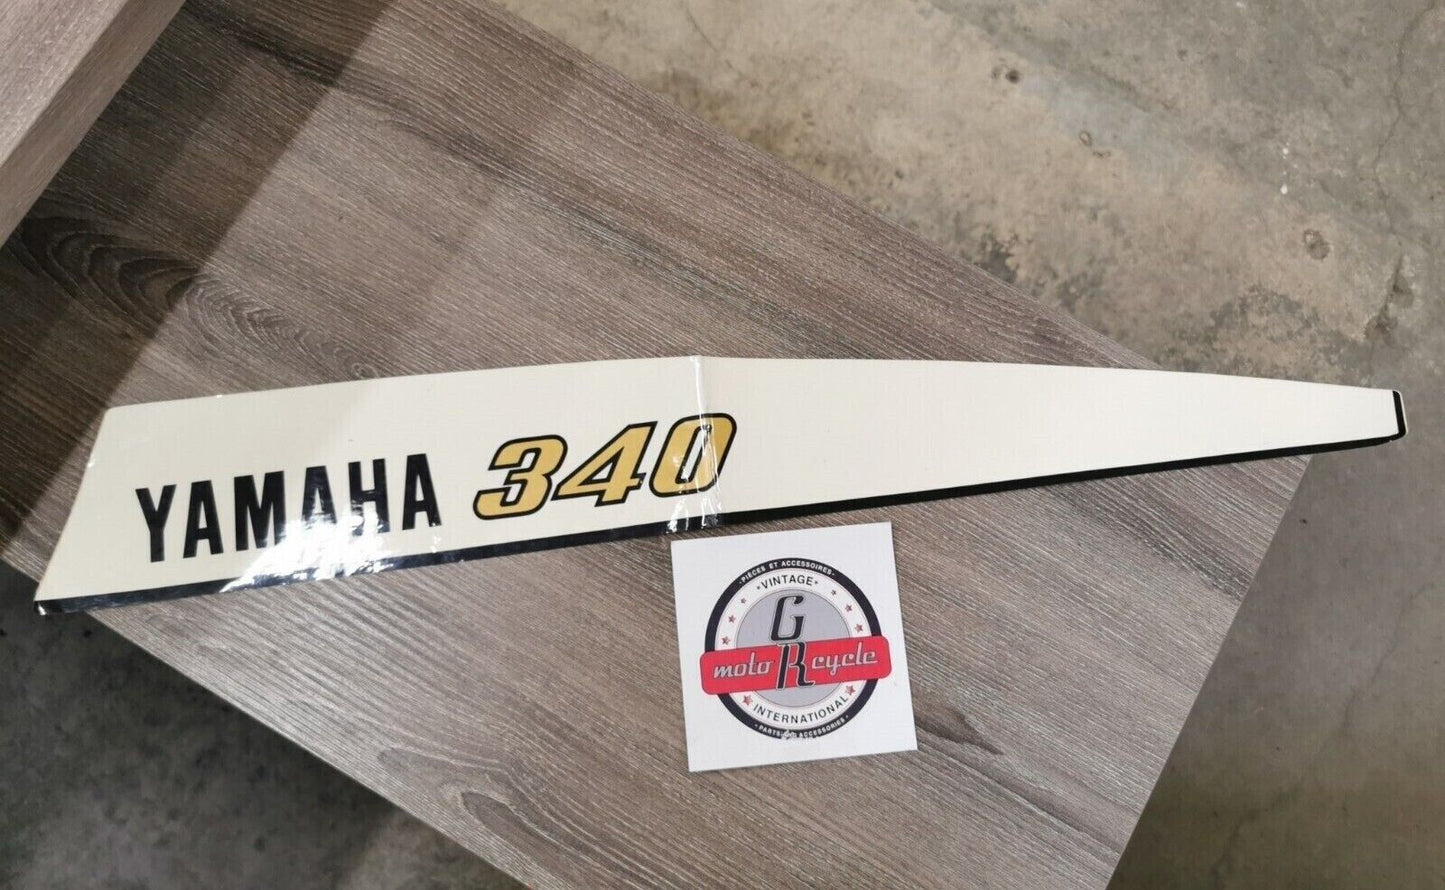 YAMAHA 340
PIECES ET ACCESSOIRES
VINTAGE
G
moto R cycle
INTERNATIONAL
PARTS AND ACCESSORIES